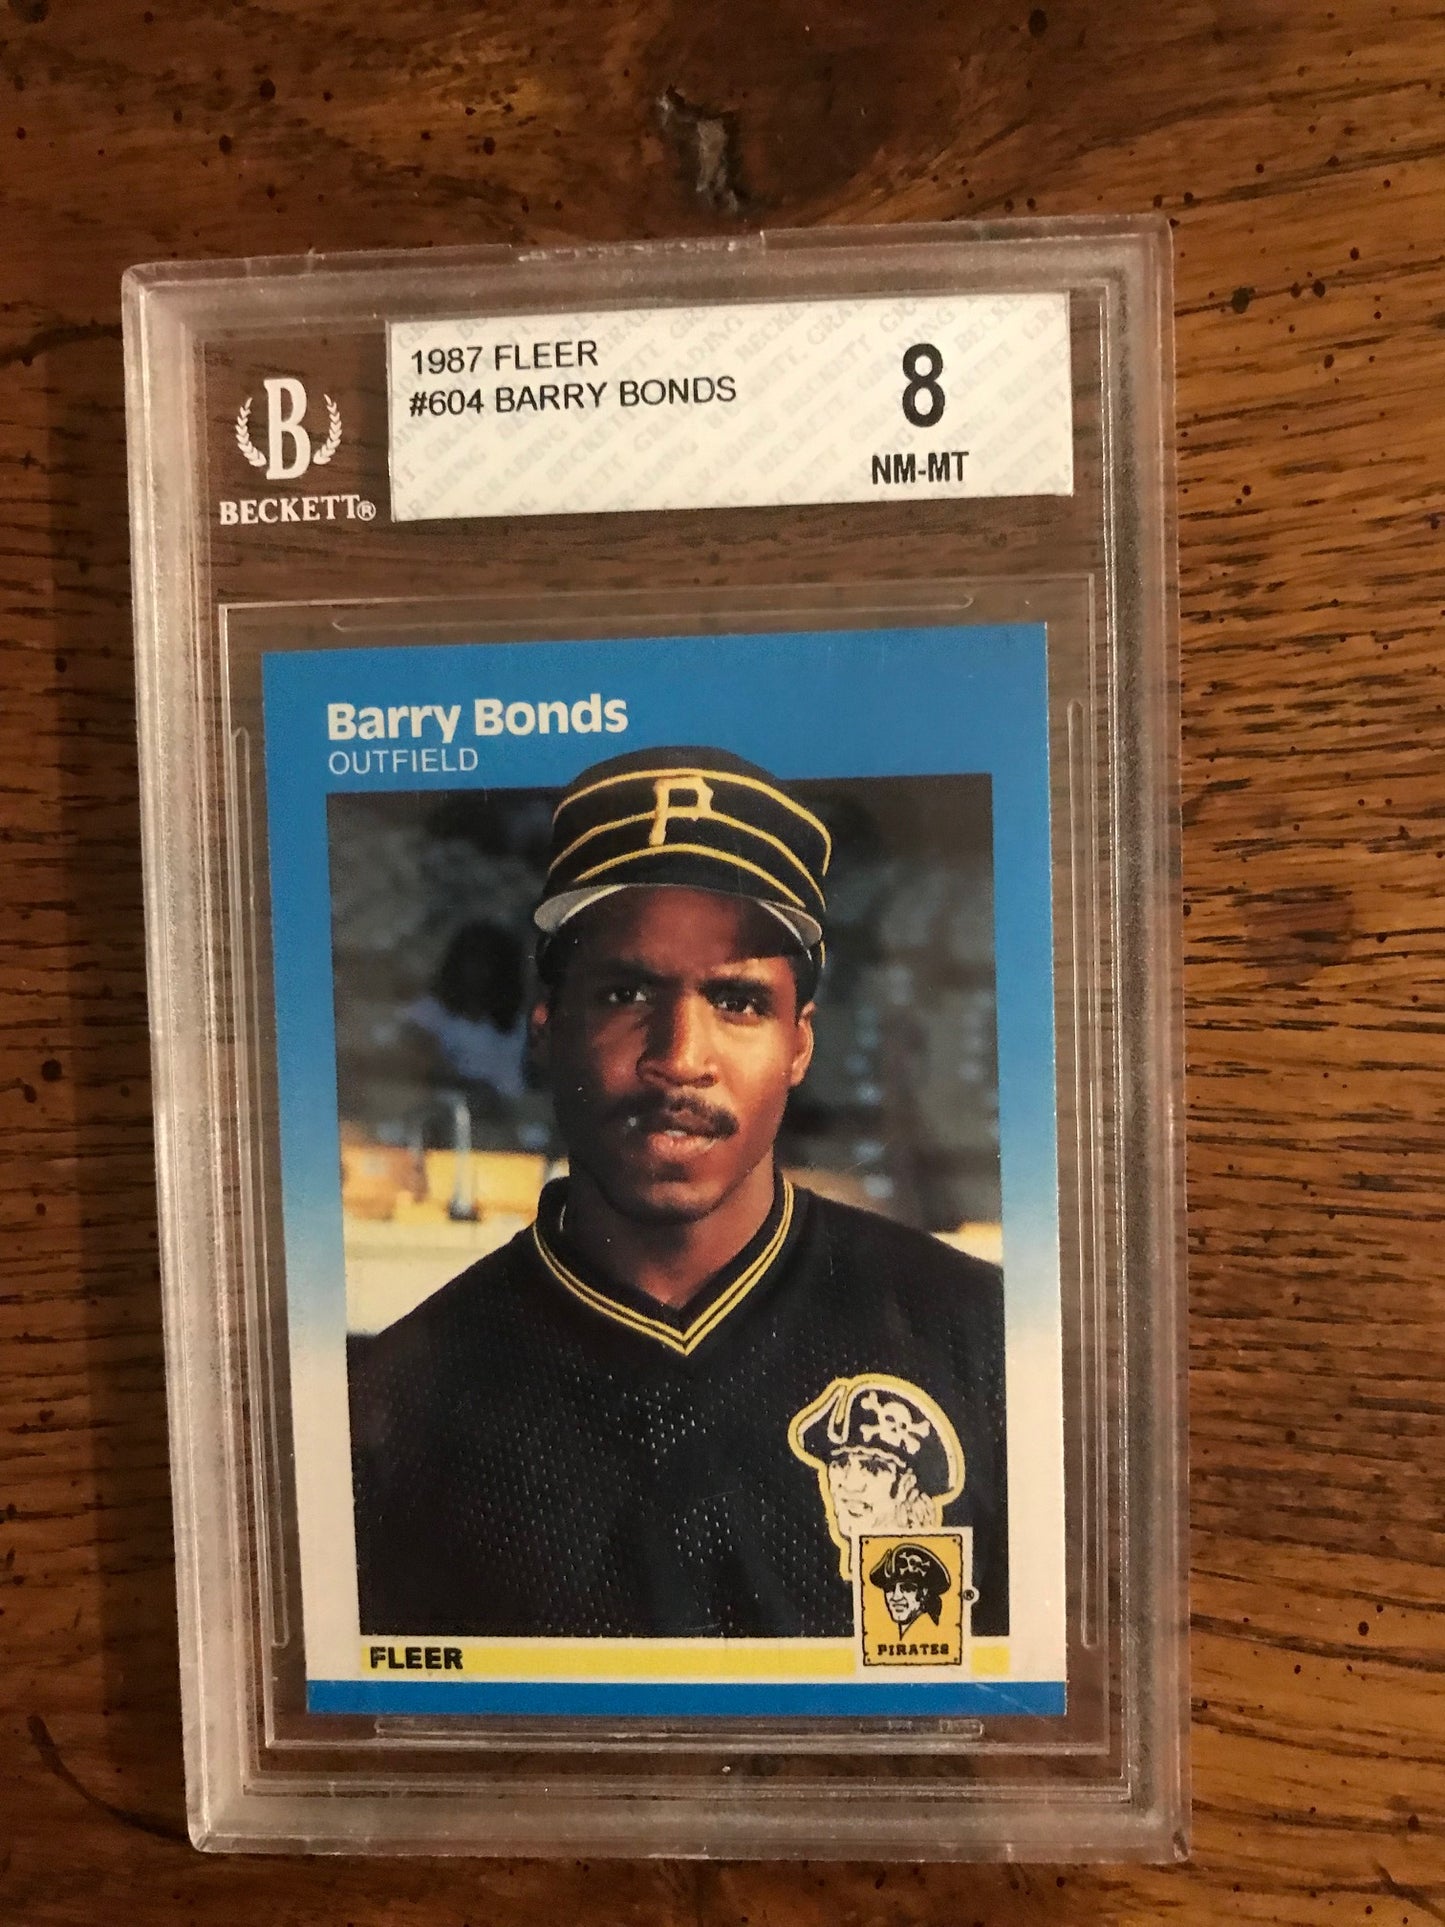 1987 FLEER
#604 BARRY BONDS
8
NM-MT
B
BECKETT®
Barry Bonds
OUTFIELD
P
FLEER
PIRATES
®